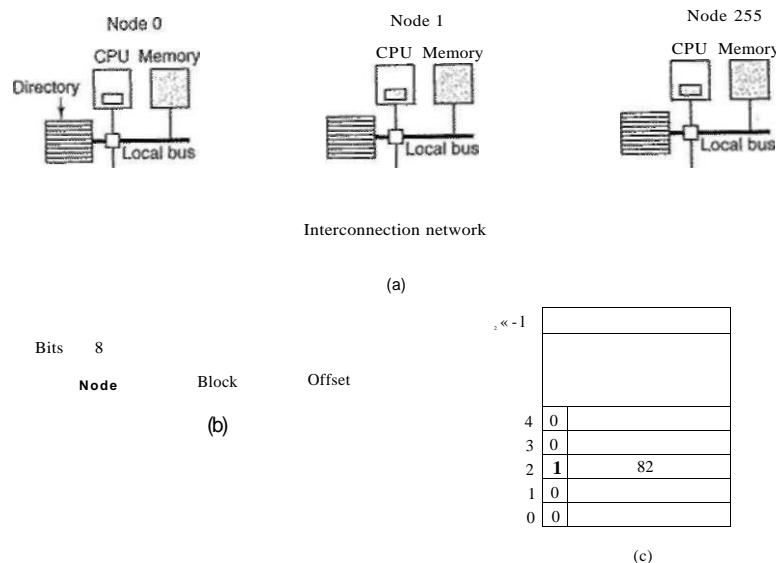 Node 0
Node 1
Node 255
CPU Memory
CPU Memory
CPU Memory
Directory
Local bus
Local bus
Local bus
Interconnection network
(a)
Bits 8
Node Block Offset
(b)
2 « - l
4 0
3 0
2 1 82
1 0
0 0
(c)